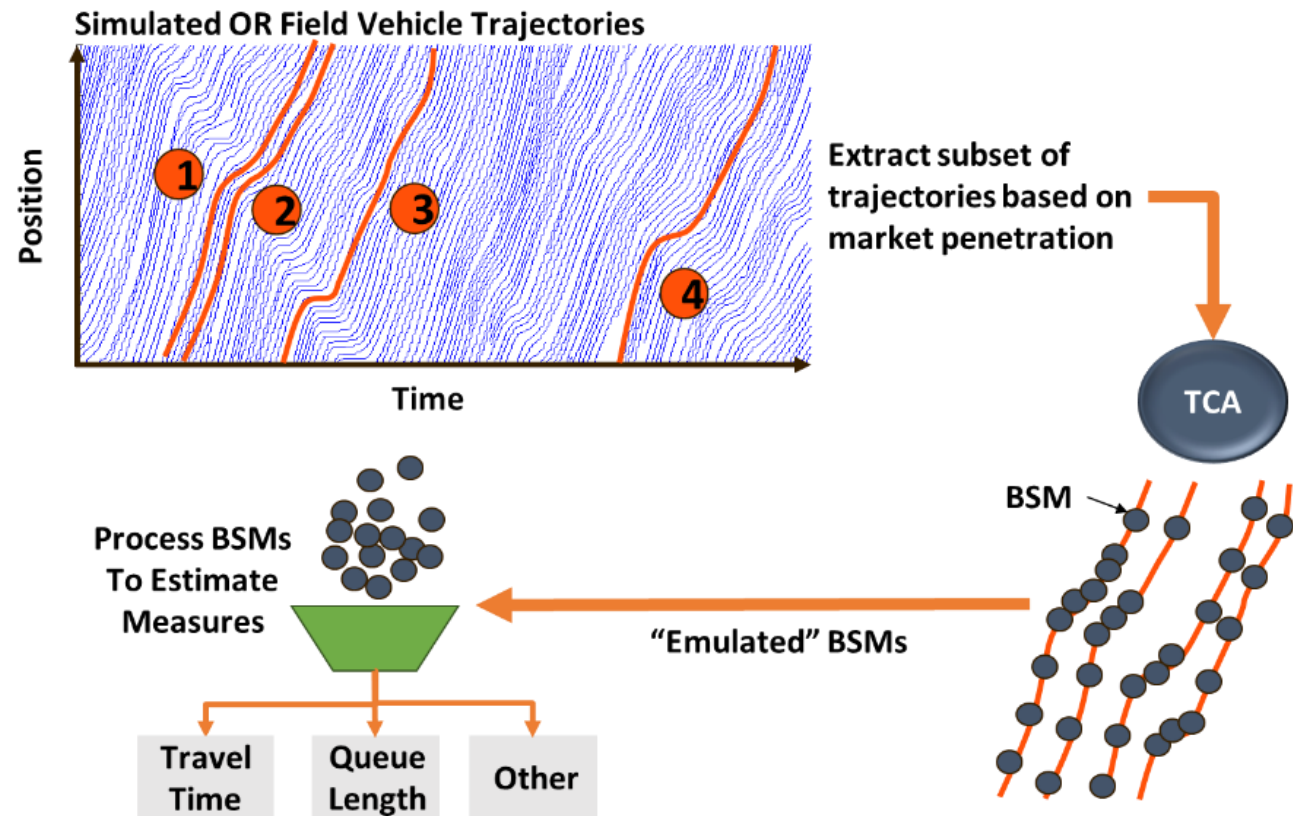 Simulated OR Field Vehicle Trajectories
Position
1
2
3
4
Time
Extract subset of
trajectories based on
market penetration
TCA
BSM
Process BSMs
To Estimate
Measures
“Emulated” BSMs
Travel
Time
Queue
Length
Other